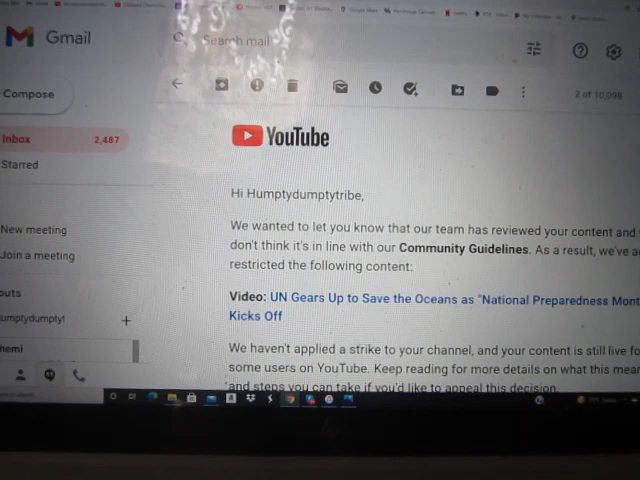 Gmail
Search mail
Compose
2 of 10,098
Inbox 2,487
Starred
YouTube
Hi Humptydumptytribe,
We wanted to let you know that our team has reviewed your content and
don't think it's in line with our Community Guidelines. As a result, we've
restricted the following content:
New meeting
Join a meeting
Video: UN Gears Up to Save the Oceans as "National Preparedness Mont
Kicks Off
outs
umptydumpty! +
hemi
We haven't applied a strike to your channel, and your content is still live fo
some users on YouTube. Keep reading for more details on what this mear
and steps you can take if you'd like to appeal this decision.